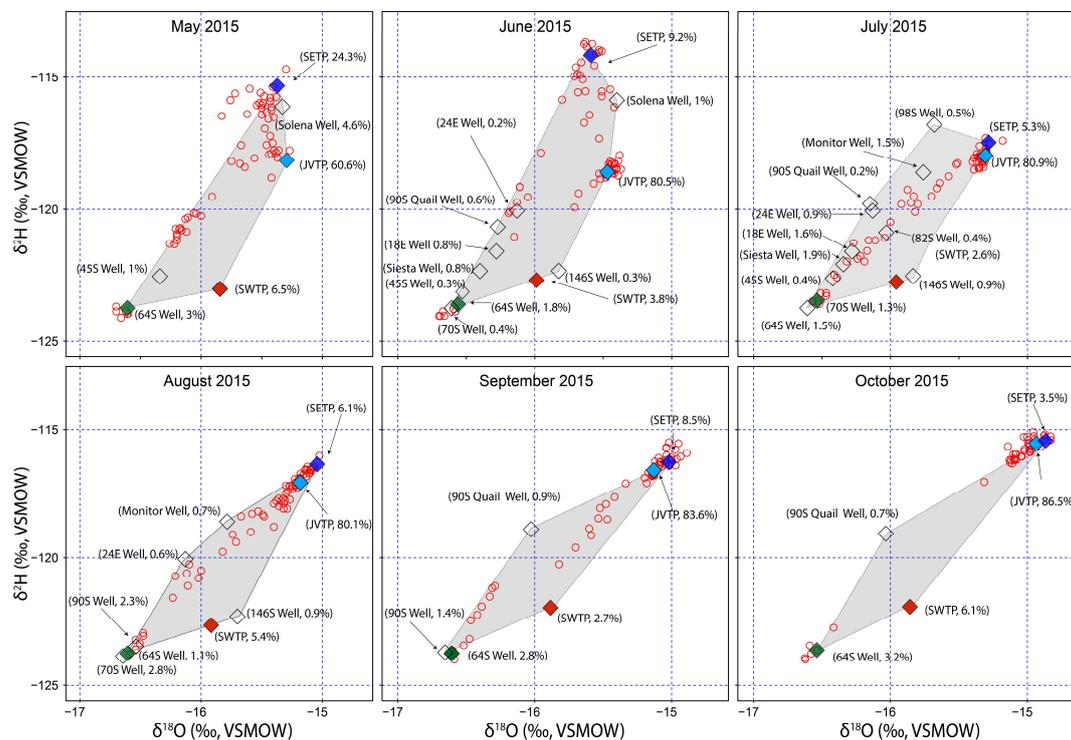 May 2015
(SETP, 24.3%)
(Solena Well, 4.6%)
(JVTP, 60.6%)
(45S Well, 1%)
(SWTP, 6.5%)
(64S Well, 3%)
−115
−120
−125
δ²H (‰, VSMOW)
June 2015
(SETP, 9.2%)
(Solena Well, 1%)
(24E Well, 0.2%)
(JVTP, 80.5%)
(90S Quail Well, 0.6%)
(18E Well 0.8%)
(Siesta Well, 0.8%)
(45S Well, 0.3%)
(146S Well, 0.3%)
(SWTP, 3.8%)
(64S Well, 1.8%)
(70S Well, 0.4%)
July 2015
(98S Well, 0.5%)
(SETP, 5.3%)
(Monitor Well, 1.5%)
(JVTP, 80.9%)
(90S Quail Well, 0.2%)
(24E Well, 0.9%)
(18E Well, 1.6%)
(82S Well, 0.4%)
(Siesta Well, 1.9%)
(SWTP, 2.6%)
(45S Well, 0.4%)
(146S Well, 0.9%)
(70S Well, 1.3%)
(64S Well, 1.5%)
August 2015
(SETP, 6.1%)
(JVTP, 80.1%)
(Monitor Well, 0.7%)
(24E Well, 0.6%)
(90S Well, 2.3%)
(146S Well, 0.9%)
(SWTP, 5.4%)
(64S Well, 1.1%)
(70S Well, 2.8%)
−115
−120
−125
δ²H (‰, VSMOW)
−17
−16
−15
δ¹⁸O (‰, VSMOW)
September 2015
(SETP, 8.5%)
(90S Quail Well, 0.9%)
(JVTP, 83.6%)
(90S Well, 1.4%)
(SWTP, 2.7%)
(64S Well, 2.8%)
−17
−16
−15
δ¹⁸O (‰, VSMOW)
October 2015
(SETP, 3.5%)
(JVTP, 86.5%)
(90S Quail Well, 0.7%)
(SWTP, 6.1%)
(64S Well, 3.2%)
−17
−16
−15
δ¹⁸O (‰, VSMOW)